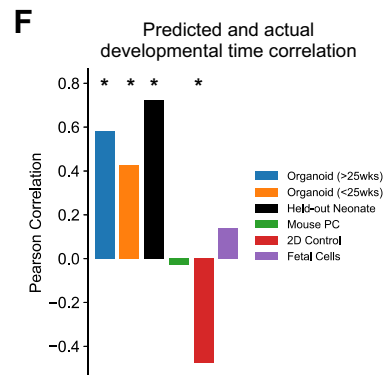 F
Predicted and actual
developmental time correlation
* * * *
0.8
0.6
0.4
0.2
0.0
−0.2
−0.4
Pearson Correlation
Organoid (>25wks)
Organoid (<25wks)
Held-out Neonate
Mouse PC
2D Control
Fetal Cells